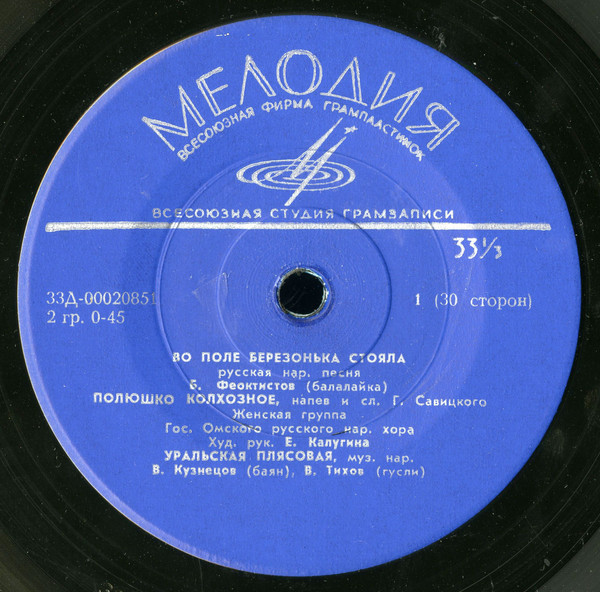 МЕЛОДИЯ
ВСЕСОЮЗНАЯ ФИРМА ГРАМПЛАСТИНОК
ВСЕСОЮЗНАЯ СТУДИЯ ГРАМЗАПИСИ
33⅓
33Д-00020851
1 (30 сторон)
2 гр. 0-45
ВО ПОЛЕ БЕРЕЗОНЬКА СТОЯЛА
русская нар. песня
Б. Феоктистов (балалайка)
ПОЛЮШКО КОЛХОЗНОЕ, напев и сл. Г. Савицкого
Женская группа
Гос. Омского русского нар. хора
Худ. рук. Е. Калугина
УРАЛЬСКАЯ ПЛЯСОВАЯ, муз. нар.
В. Кузнецов (баян), В. Тихов (гусли)